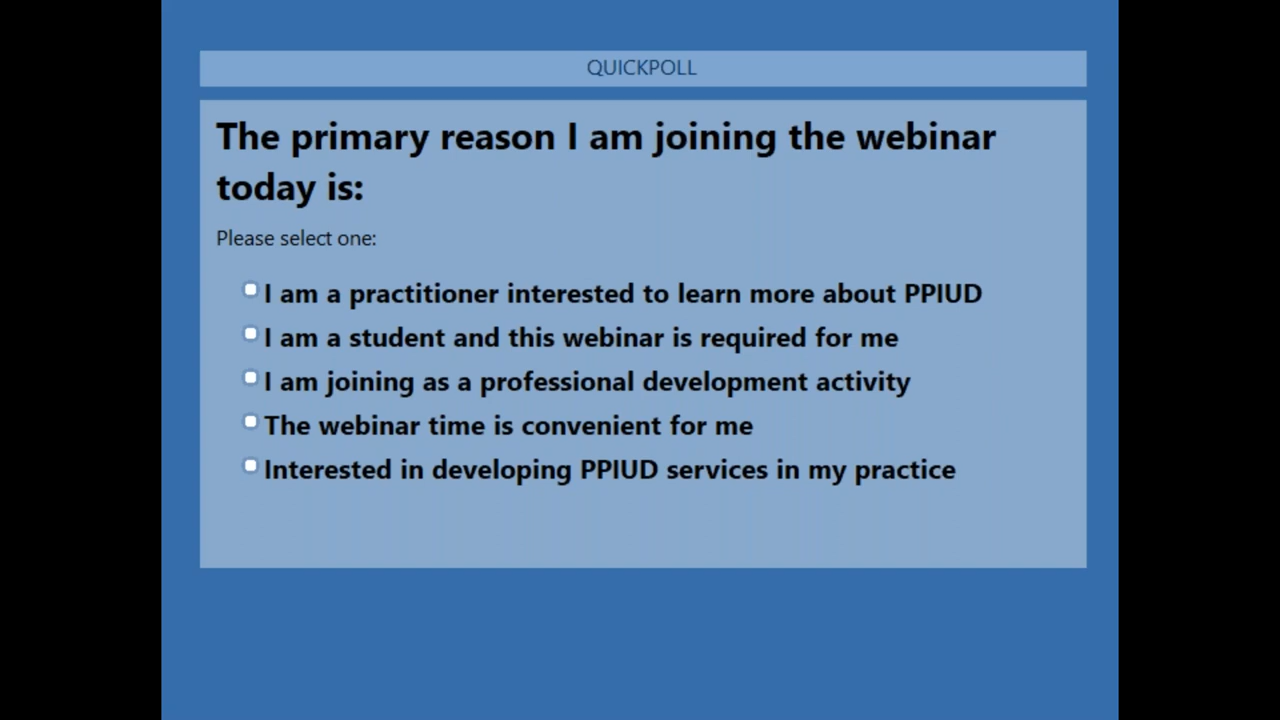 QUICKPOLL
The primary reason I am joining the webinar
today is:
Please select one:
I am a practitioner interested to learn more about PPIUD
I am a student and this webinar is required for me
I am joining as a professional development activity
The webinar time is convenient for me
Interested in developing PPIUD services in my practice